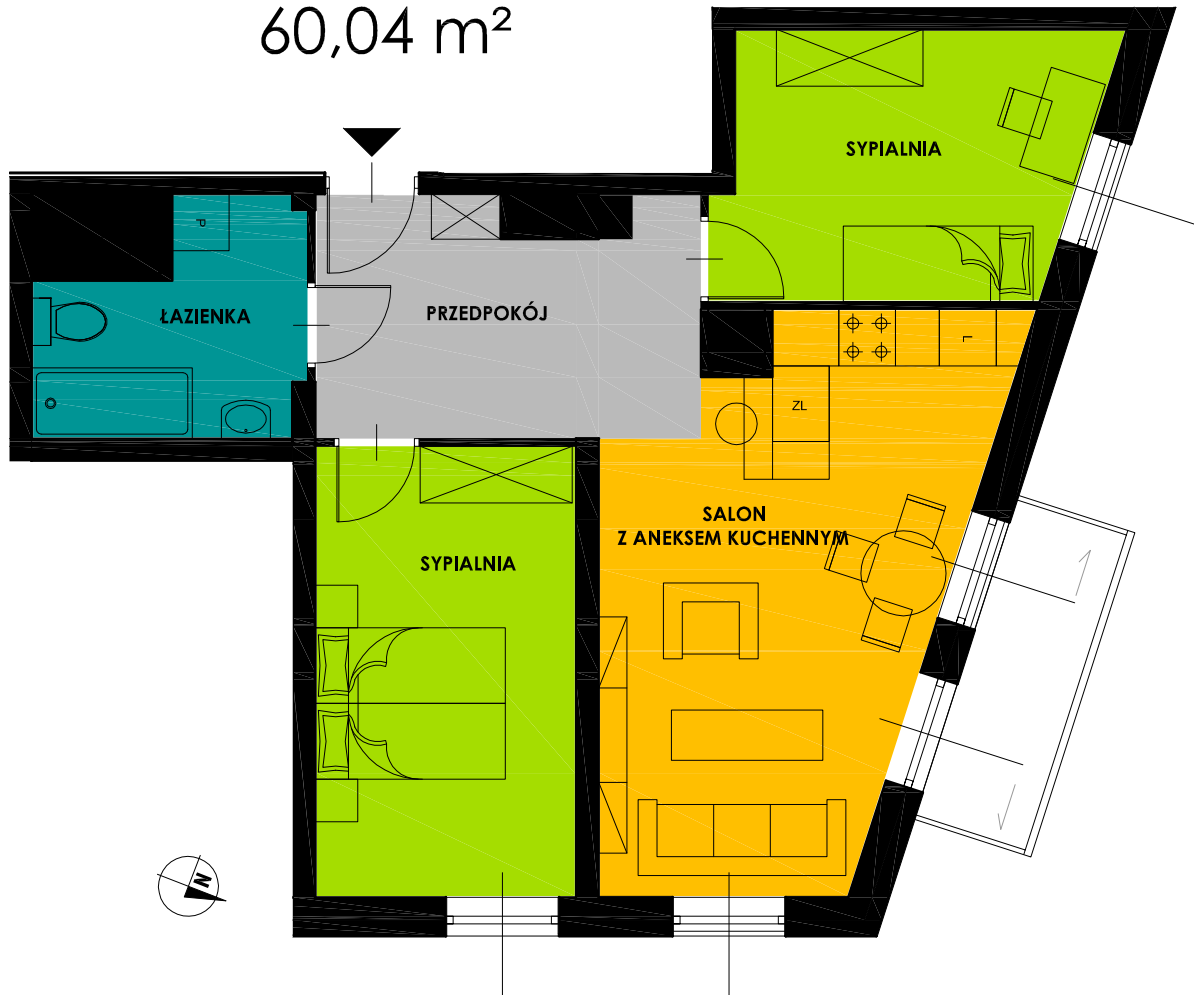 60,04 m²
SYPIALNIA
P
ŁAZIENKA
PRZEDPOKÓJ
L
ZL
SALON
Z ANEKSEM KUCHENNYM
SYPIALNIA
N